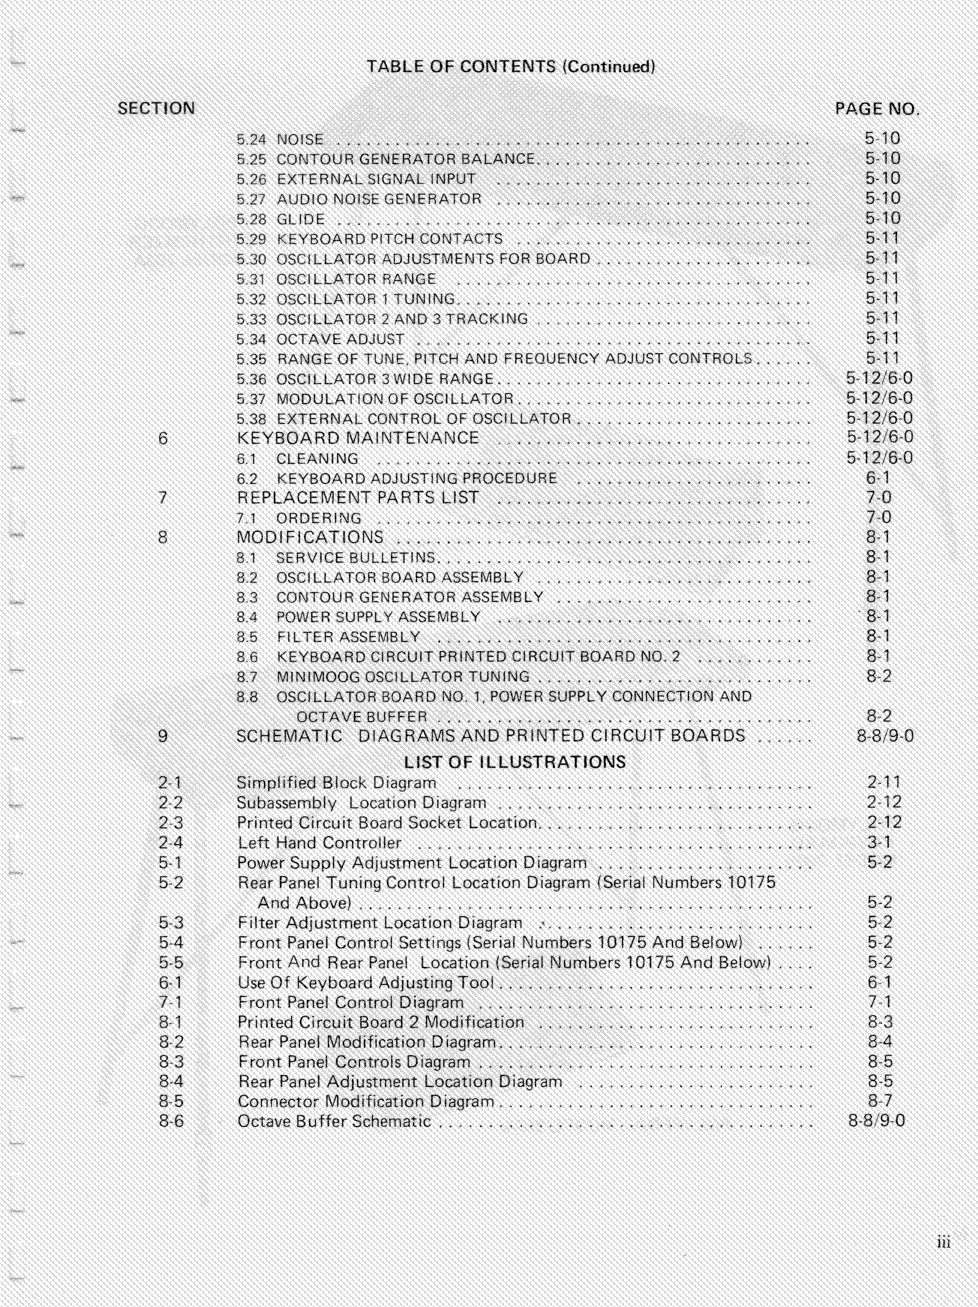 TABLE OF CONTENTS (Continued)
SECTION PAGE NO.
5.24 NOISE 5-10
5.25 CONTOUR GENERATOR BALANCE 5-10
5.26 EXTERNAL SIGNAL INPUT 5-10
5.27 AUDIO NOISE GENERATOR 5-10
5.28 GLIDE 5-10
5.29 KEYBOARD PITCH CONTACTS 5-11
5.30 OSCILLATOR ADJUSTMENTS FOR BOARD 5-11
5.31 OSCILLATOR RANGE 5-11
5.32 OSCILLATOR 1 TUNING 5-11
5.33 OSCILLATOR 2 AND 3 TRACKING 5-11
5.34 OCTAVE ADJUST 5-11
5.35 RANGE OF TUNE, PITCH AND FREQUENCY ADJUST CONTROLS 5-11
5.36 OSCILLATOR 3 WIDE RANGE 5-12/6-0
5.37 MODULATION OF OSCILLATOR 5-12/6-0
5.38 EXTERNAL CONTROL OF OSCILLATOR 5-12/6-0
6 KEYBOARD MAINTENANCE 5-12/6-0
6.1 CLEANING 5-12/6-0
6.2 KEYBOARD ADJUSTING PROCEDURE 6-1
7 REPLACEMENT PARTS LIST 7-0
7.1 ORDERING 7-0
8 MODIFICATIONS 8-1
8.1 SERVICE BULLETINS 8-1
8.2 OSCILLATOR BOARD ASSEMBLY 8-1
8.3 CONTOUR GENERATOR ASSEMBLY 8-1
8.4 POWER SUPPLY ASSEMBLY 8-1
8.5 FILTER ASSEMBLY 8-1
8.6 KEYBOARD CIRCUIT PRINTED CIRCUIT BOARD NO. 2 8-1
8.7 MINIMOOG OSCILLATOR TUNING 8-2
8.8 OSCILLATOR BOARD NO. 1, POWER SUPPLY CONNECTION AND
OCTAVE BUFFER 8-2
9 SCHEMATIC DIAGRAMS AND PRINTED CIRCUIT BOARDS 8-8/9-0
LIST OF ILLUSTRATIONS
2-1 Simplified Block Diagram 2-11
2-2 Subassembly Location Diagram 2-12
2-3 Printed Circuit Board Socket Location 2-12
2-4 Left Hand Controller 3-1
5-1 Power Supply Adjustment Location Diagram 5-2
5-2 Rear Panel Tuning Control Location Diagram (Serial Numbers 10175
And Above) 5-2
5-3 Filter Adjustment Location Diagram 5-2
5-4 Front Panel Control Settings (Serial Numbers 10175 And Below) 5-2
5-5 Front And Rear Panel Location (Serial Numbers 10175 And Below) 5-2
6-1 Use Of Keyboard Adjusting Tool 6-1
7-1 Front Panel Control Diagram 7-1
8-1 Printed Circuit Board 2 Modification 8-3
8-2 Rear Panel Modification Diagram 8-4
8-3 Front Panel Controls Diagram 8-5
8-4 Rear Panel Adjustment Location Diagram 8-5
8-5 Connector Modification Diagram 8-7
8-6 Octave Buffer Schematic 8-8/9-0
iii